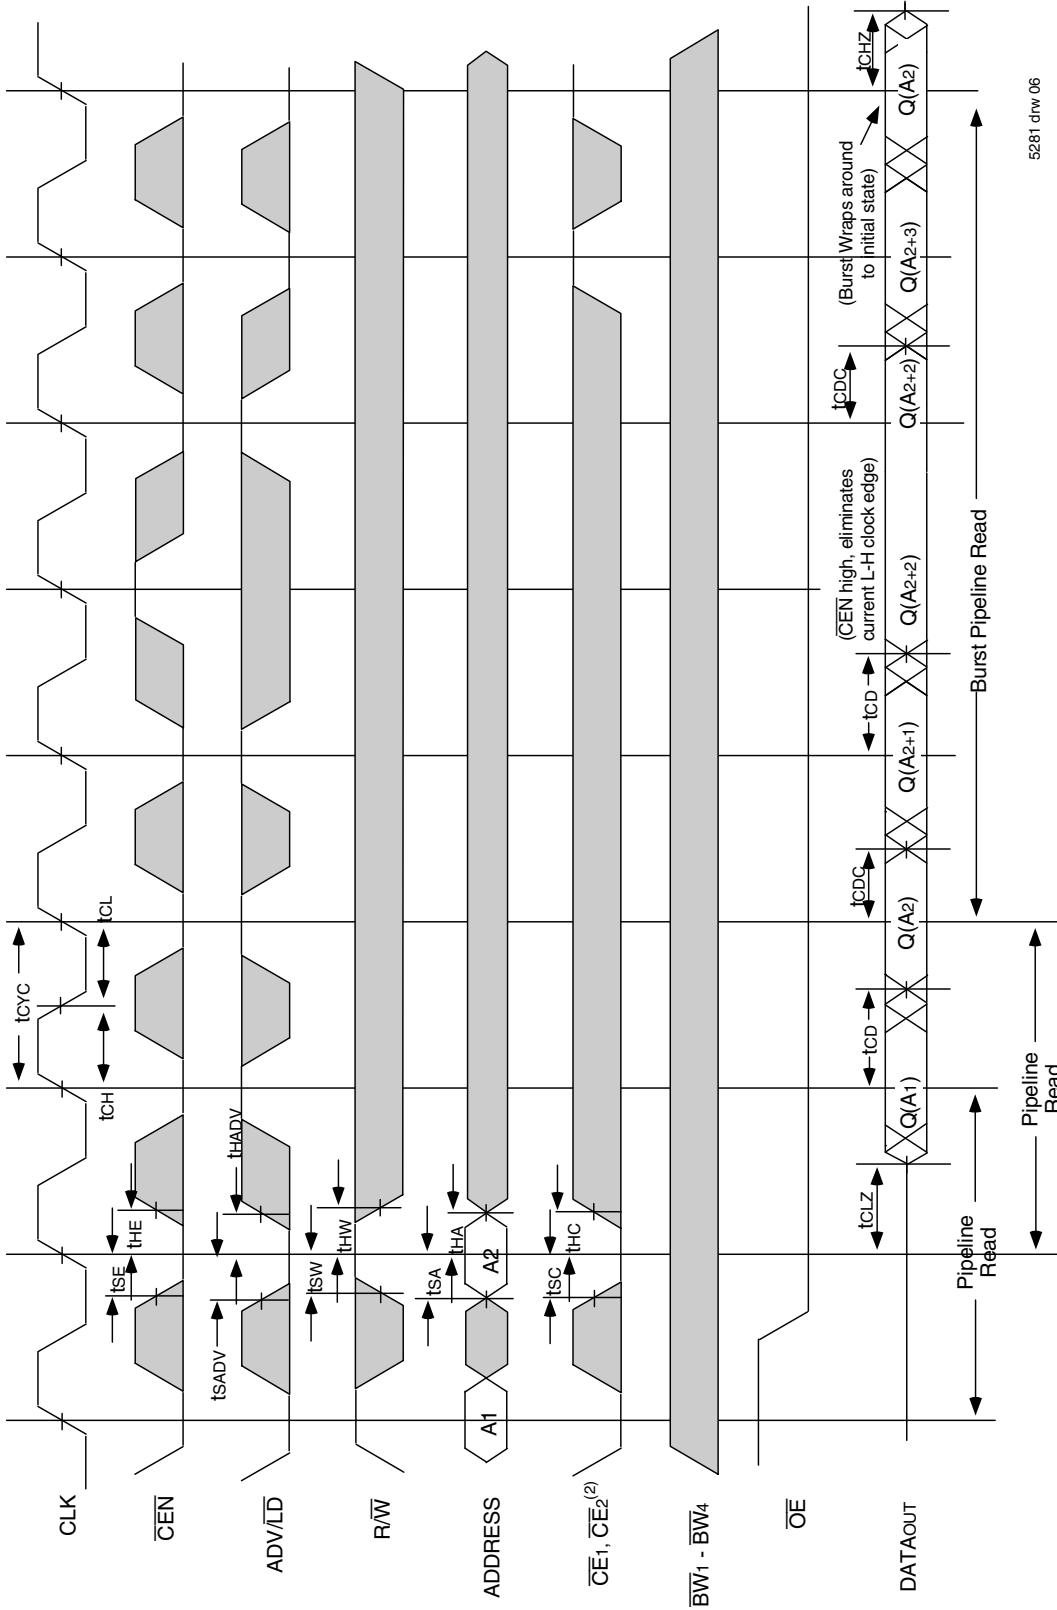 tCYC
tCH
tCL
CLK
tSE
tHE
CEN
tSADV
tHADV
ADV/LD
tSW
tHW
R/W
tSA
tHA
A1
A2
ADDRESS
tSC
tHC
CE1, CE2(2)
BW1 - BW4
OE
(CEN high, eliminates
current L-H clock edge)
(Burst Wraps around
to initial state)
tCLZ
tCD
tCDC
tCD
tCDC
tCHZ
Q(A1)
Q(A2)
Q(A2+1)
Q(A2+2)
Q(A2+2)
Q(A2+3)
Q(A2)
DATAOUT
Pipeline
Read
Burst Pipeline Read
Pipeline
Read
5281 drw 06